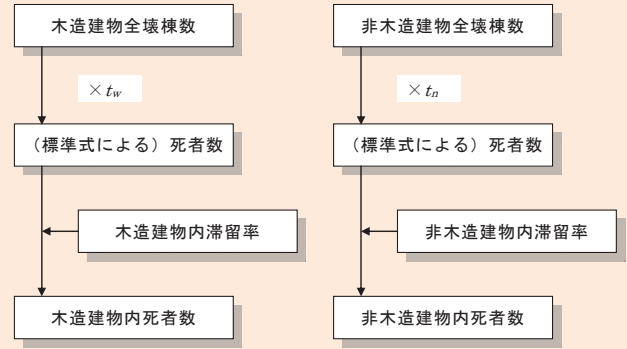 木造建物全壊棟数
× tw
（標準式による）死者数
木造建物内滞留率
木造建物内死者数
非木造建物全壊棟数
× tn
（標準式による）死者数
非木造建物内滞留率
非木造建物内死者数